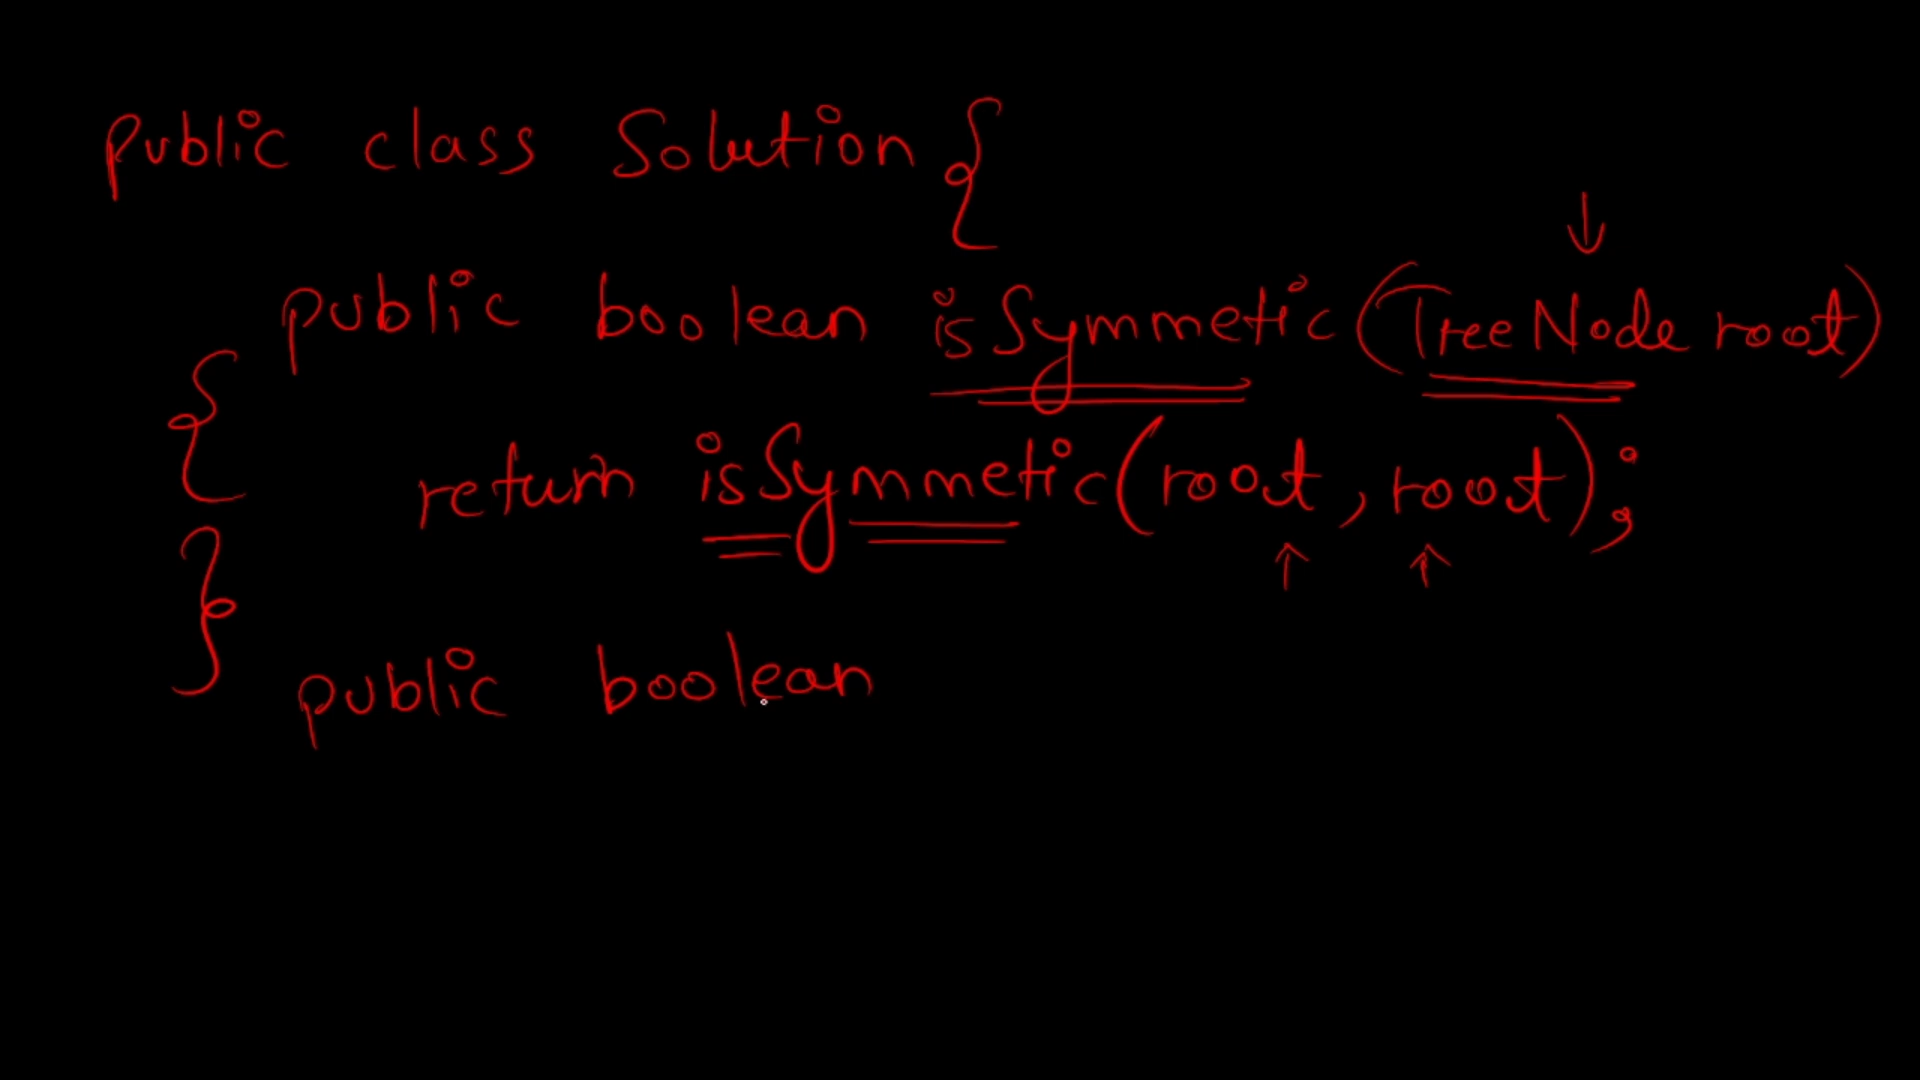 public class Solution {
public boolean isSymmetic(TreeNode root)
{
return isSymmetic(root, root);
}
public boolean